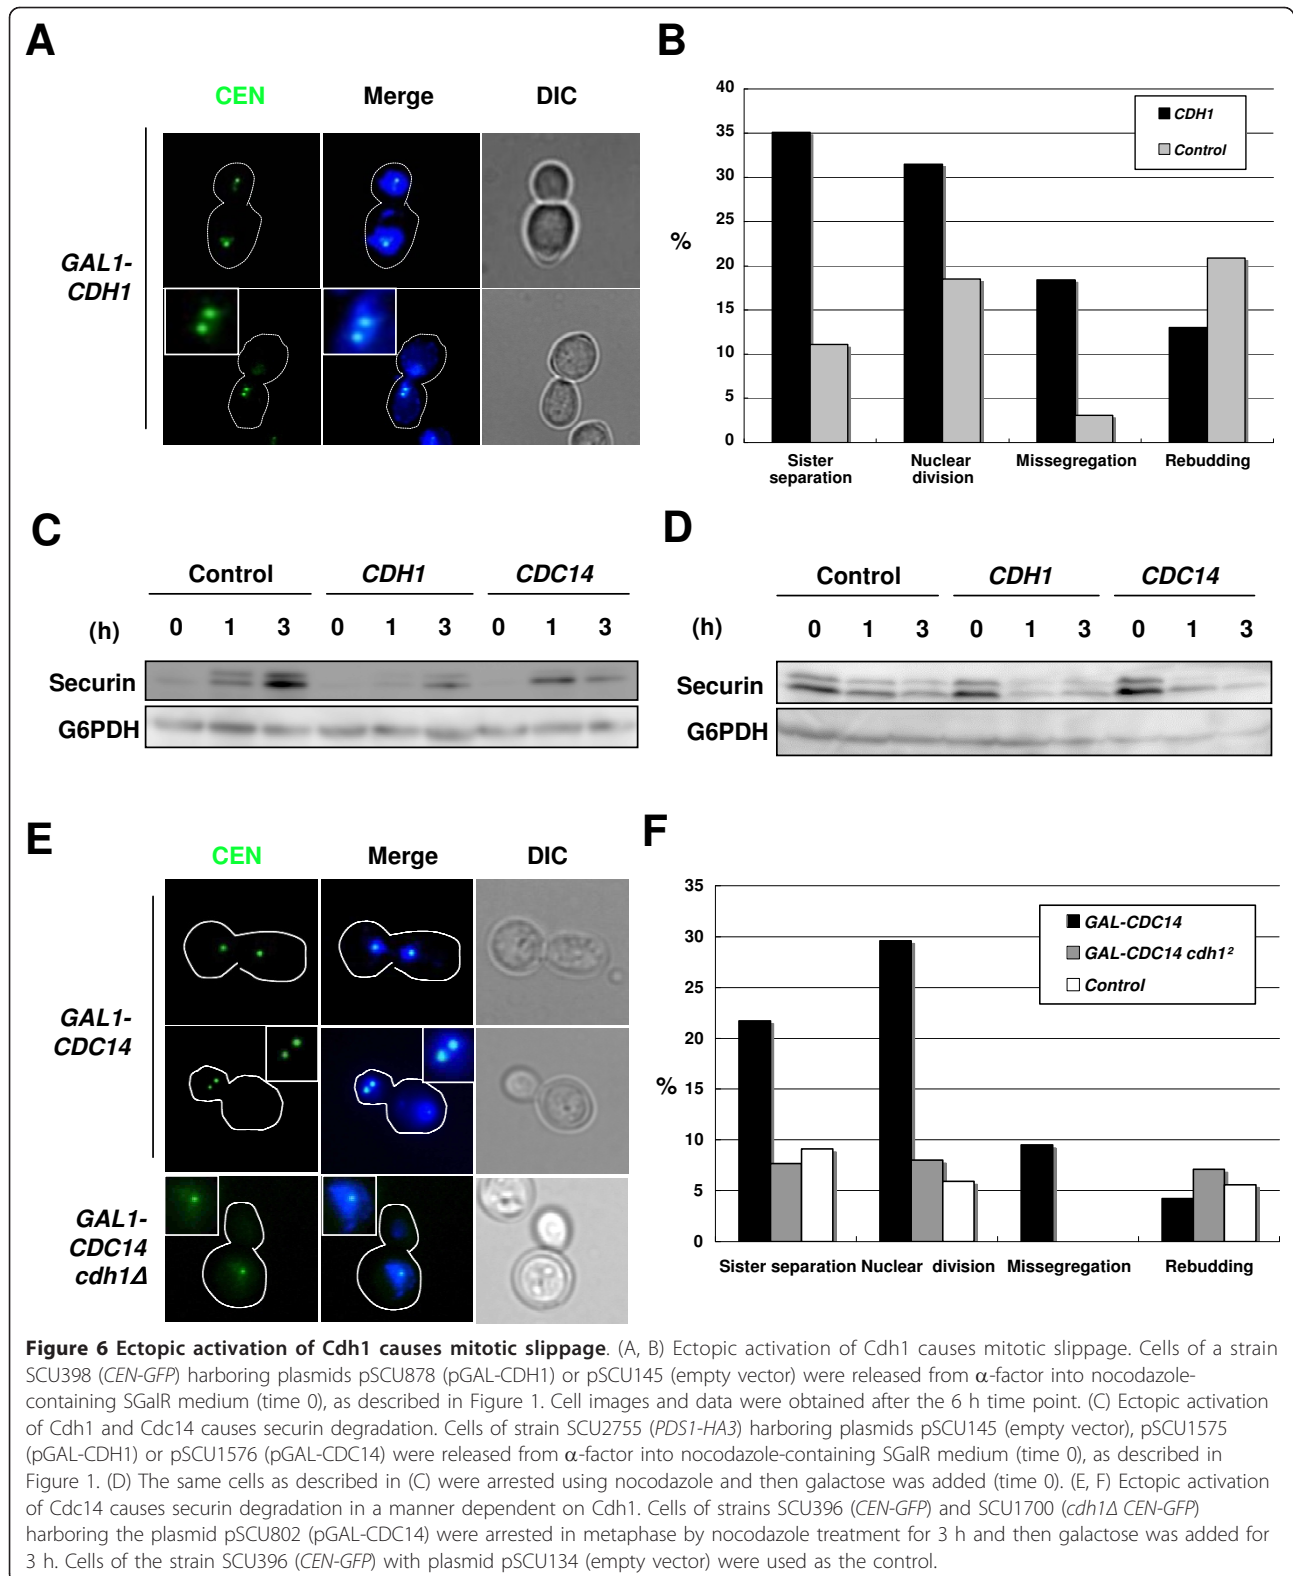 A
CEN Merge DIC
GAL1-
CDH1
B
40
35
30
25
20
15
10
5
0
%
CDH1
Control
Sister
separation
Nuclear
division
Missegregation
Rebudding
C
Control CDH1 CDC14
(h) 0 1 3 0 1 3 0 1 3
Securin
G6PDH
D
Control CDH1 CDC14
(h) 0 1 3 0 1 3 0 1 3
Securin
G6PDH
E
CEN Merge DIC
GAL1-
CDC14
GAL1-
CDC14
cdh1Δ
F
35
30
25
20
15
10
5
0
%
GAL-CDC14
GAL-CDC14 cdh1²
Control
Sister separation Nuclear division Missegregation Rebudding
Figure 6 Ectopic activation of Cdh1 causes mitotic slippage. (A, B) Ectopic activation of Cdh1 causes mitotic slippage. Cells of a strain
SCU398 (CEN-GFP) harboring plasmids pSCU878 (pGAL-CDH1) or pSCU145 (empty vector) were released from α-factor into nocodazole-
containing SGalR medium (time 0), as described in Figure 1. Cell images and data were obtained after the 6 h time point. (C) Ectopic activation
of Cdh1 and Cdc14 causes securin degradation. Cells of strain SCU2755 (PDS1-HA3) harboring plasmids pSCU145 (empty vector), pSCU1575
(pGAL-CDH1) or pSCU1576 (pGAL-CDC14) were released from α-factor into nocodazole-containing SGalR medium (time 0), as described in
Figure 1. (D) The same cells as described in (C) were arrested using nocodazole and then galactose was added (time 0). (E, F) Ectopic activation
of Cdc14 causes securin degradation in a manner dependent on Cdh1. Cells of strains SCU396 (CEN-GFP) and SCU1700 (cdh1Δ CEN-GFP)
harboring the plasmid pSCU802 (pGAL-CDC14) were arrested in metaphase by nocodazole treatment for 3 h and then galactose was added for
3 h. Cells of the strain SCU396 (CEN-GFP) with plasmid pSCU134 (empty vector) were used as the control.